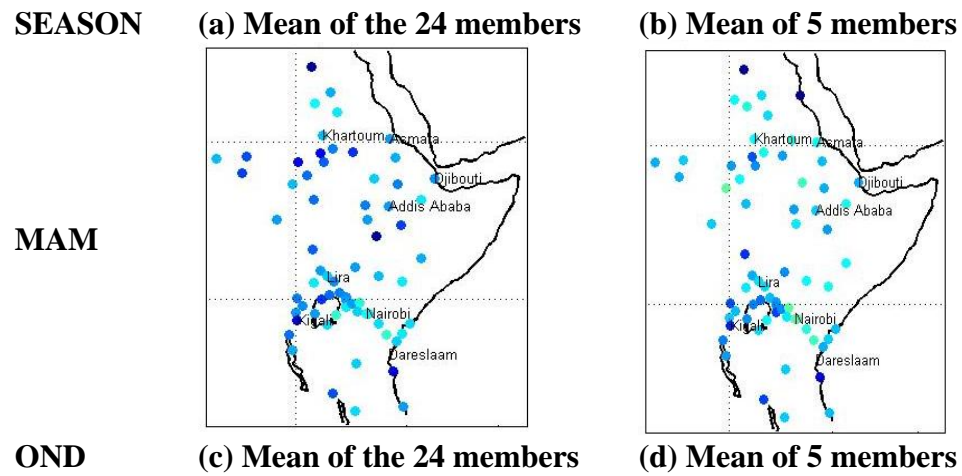 SEASON (a) Mean of the 24 members (b) Mean of 5 members
Khartoum Asmara Khartoum Asmara
Djibouti Djibouti
Addis Ababa Addis Ababa
MAM
Lira Lira
Kigali Nairobi Kigali Nairobi
Dareslaam Dareslaam
OND (c) Mean of the 24 members (d) Mean of 5 members